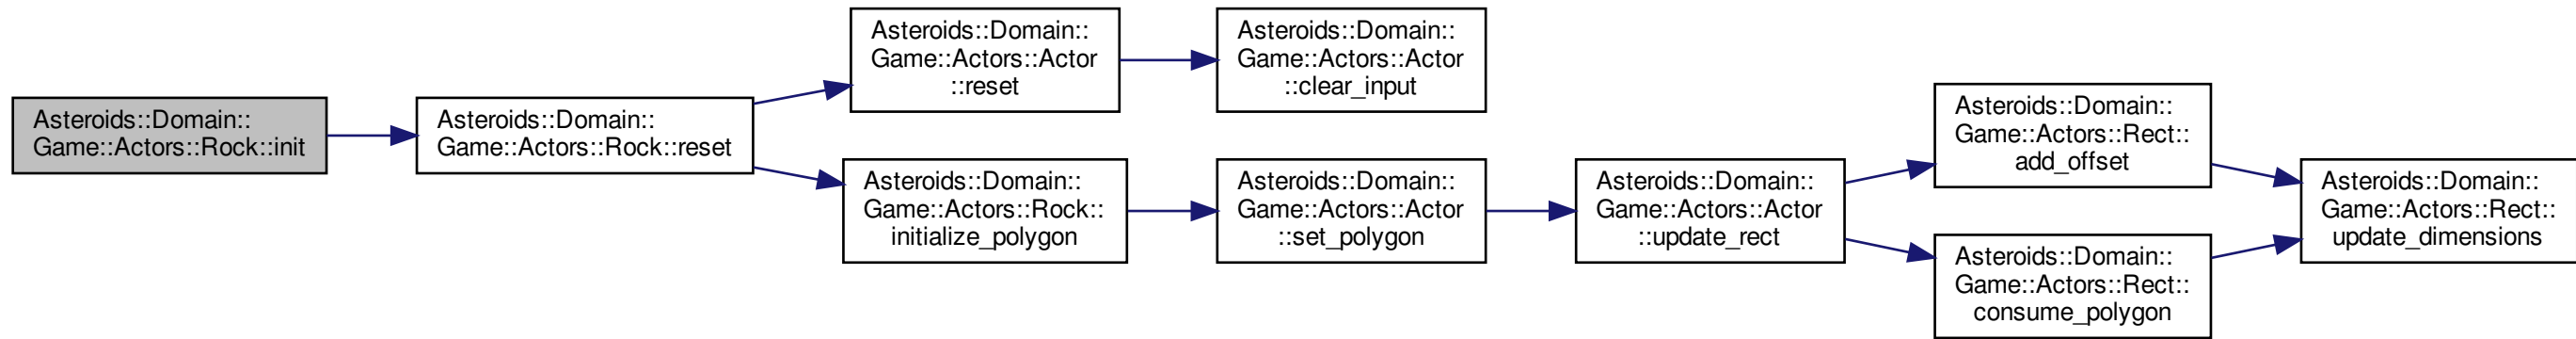 Asteroids::Domain::
Game::Actors::Rock::init
Asteroids::Domain::
Game::Actors::Rock::reset
Asteroids::Domain::
Game::Actors::Actor
::reset
Asteroids::Domain::
Game::Actors::Actor
::clear_input
Asteroids::Domain::
Game::Actors::Rock::
initialize_polygon
Asteroids::Domain::
Game::Actors::Actor
::set_polygon
Asteroids::Domain::
Game::Actors::Actor
::update_rect
Asteroids::Domain::
Game::Actors::Rect::
add_offset
Asteroids::Domain::
Game::Actors::Rect::
consume_polygon
Asteroids::Domain::
Game::Actors::Rect::
update_dimensions